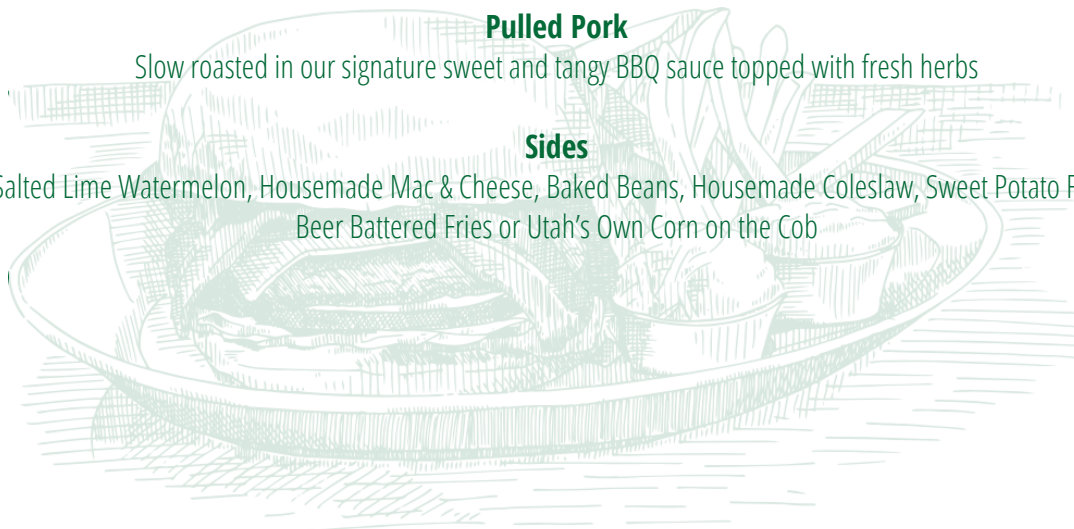 Pulled Pork
Slow roasted in our signature sweet and tangy BBQ sauce topped with fresh herbs
Sides
Salted Lime Watermelon, Housemade Mac & Cheese, Baked Beans, Housemade Coleslaw, Sweet Potato
Beer Battered Fries or Utah’s Own Corn on the Cob